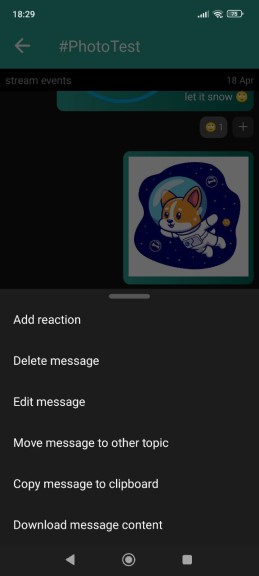 18:29
#PhotoTest
stream events
18 Apr
let it snow
1
Add reaction
Delete message
Edit message
Move message to other topic
Copy message to clipboard
Download message content